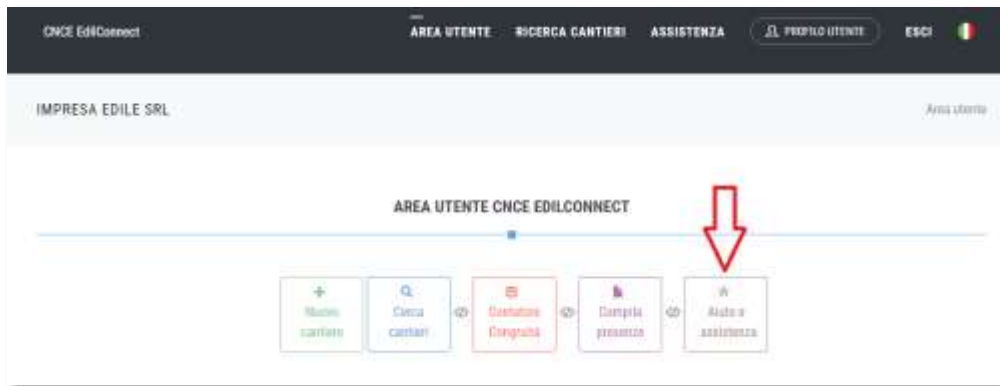 CNCE EdilConnect
AREA UTENTE RICERCA CANTIERI ASSISTENZA PROFILO UTENTE ESCI
IMPRESA EDILE SRL
Area utente
AREA UTENTE CNCE EDILCONNECT
Nuovo
cantiere
Cerca
cantieri
Contatore
Congruità
Compila
presenze
Aiuto e
assistenza